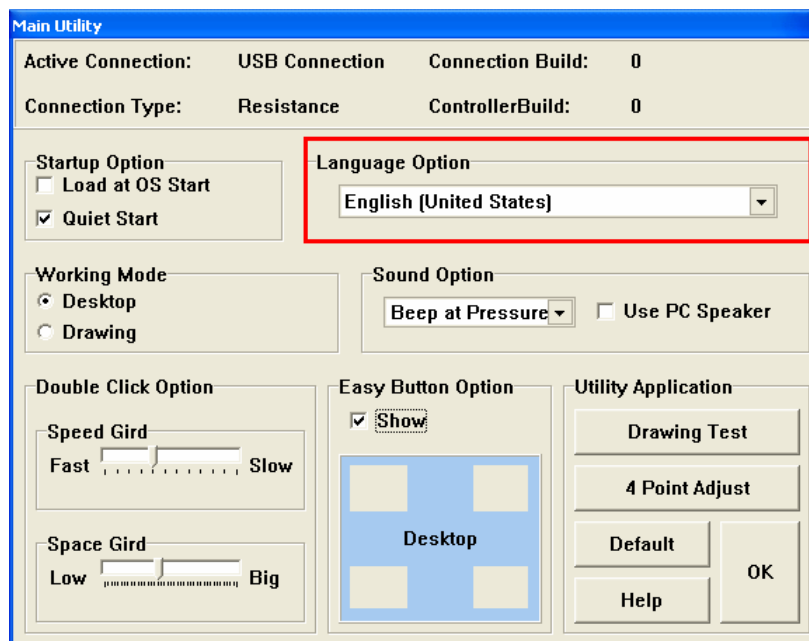 Main Utility
Active Connection: USB Connection Connection Build: 0
Connection Type: Resistance ControllerBuild: 0
Startup Option
Load at OS Start
Quiet Start
Language Option
English (United States)
Working Mode
Desktop
Drawing
Sound Option
Beep at Pressure
Use PC Speaker
Double Click Option
Speed Gird
Fast Slow
Space Gird
Low Big
Easy Button Option
Show
Desktop
Utility Application
Drawing Test
4 Point Adjust
Default
Help
OK